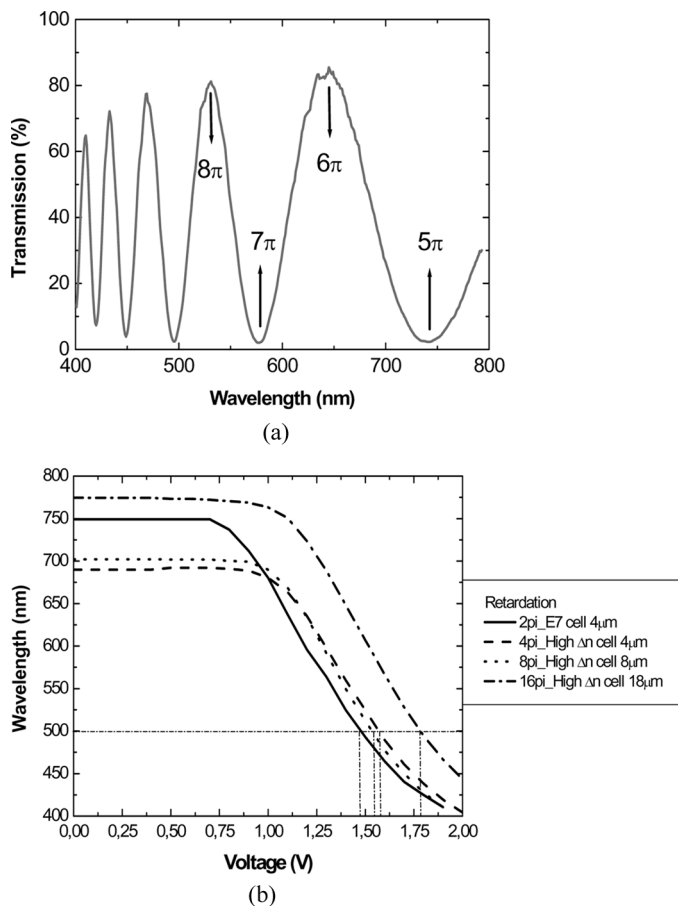 100
80
60
40
20
0
Transmission (%)
8π
7π
6π
5π
400 500 600 700 800
Wavelength (nm)
(a)
800
750
700
650
600
550
500
450
400
Wavelength (nm)
0,00 0,25 0,50 0,75 1,00 1,25 1,50 1,75 2,00
Voltage (V)
Retardation
2pi_E7 cell 4μm
4pi_High Δn cell 4μm
8pi_High Δn cell 8μm
16pi_High Δn cell 18μm
(b)